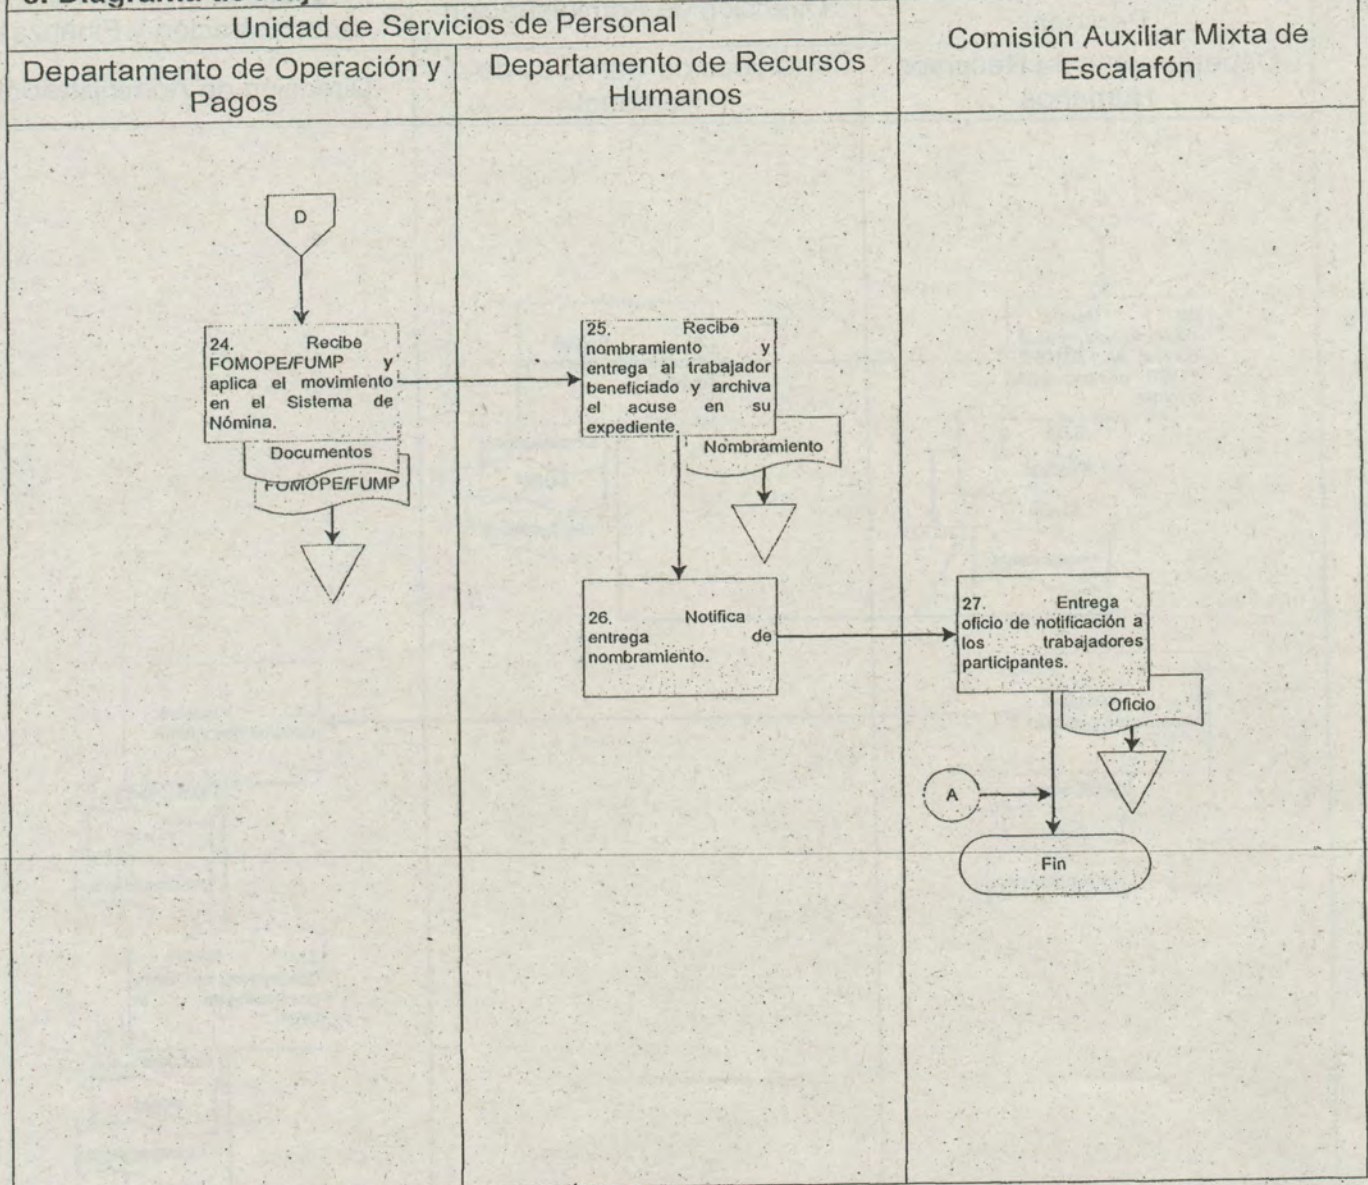 Unidad de Servicios de Personal
Comisión Auxiliar Mixta de
Escalafón
Departamento de Operación y
Pagos
Departamento de Recursos
Humanos
D
24. Recibe
FOMOPE/FUMP y
aplica el movimiento
en el Sistema de
Nómina.
Documentos
FOMOPE/FUMP
25. Recibe
nombramiento y
entrega al trabajador
beneficiado y archiva
el acuse en su
expediente.
Nombramiento
26. Notifica
entrega de
nombramiento.
27. Entrega
oficio de notificación a
los trabajadores
participantes.
Oficio
A
Fin